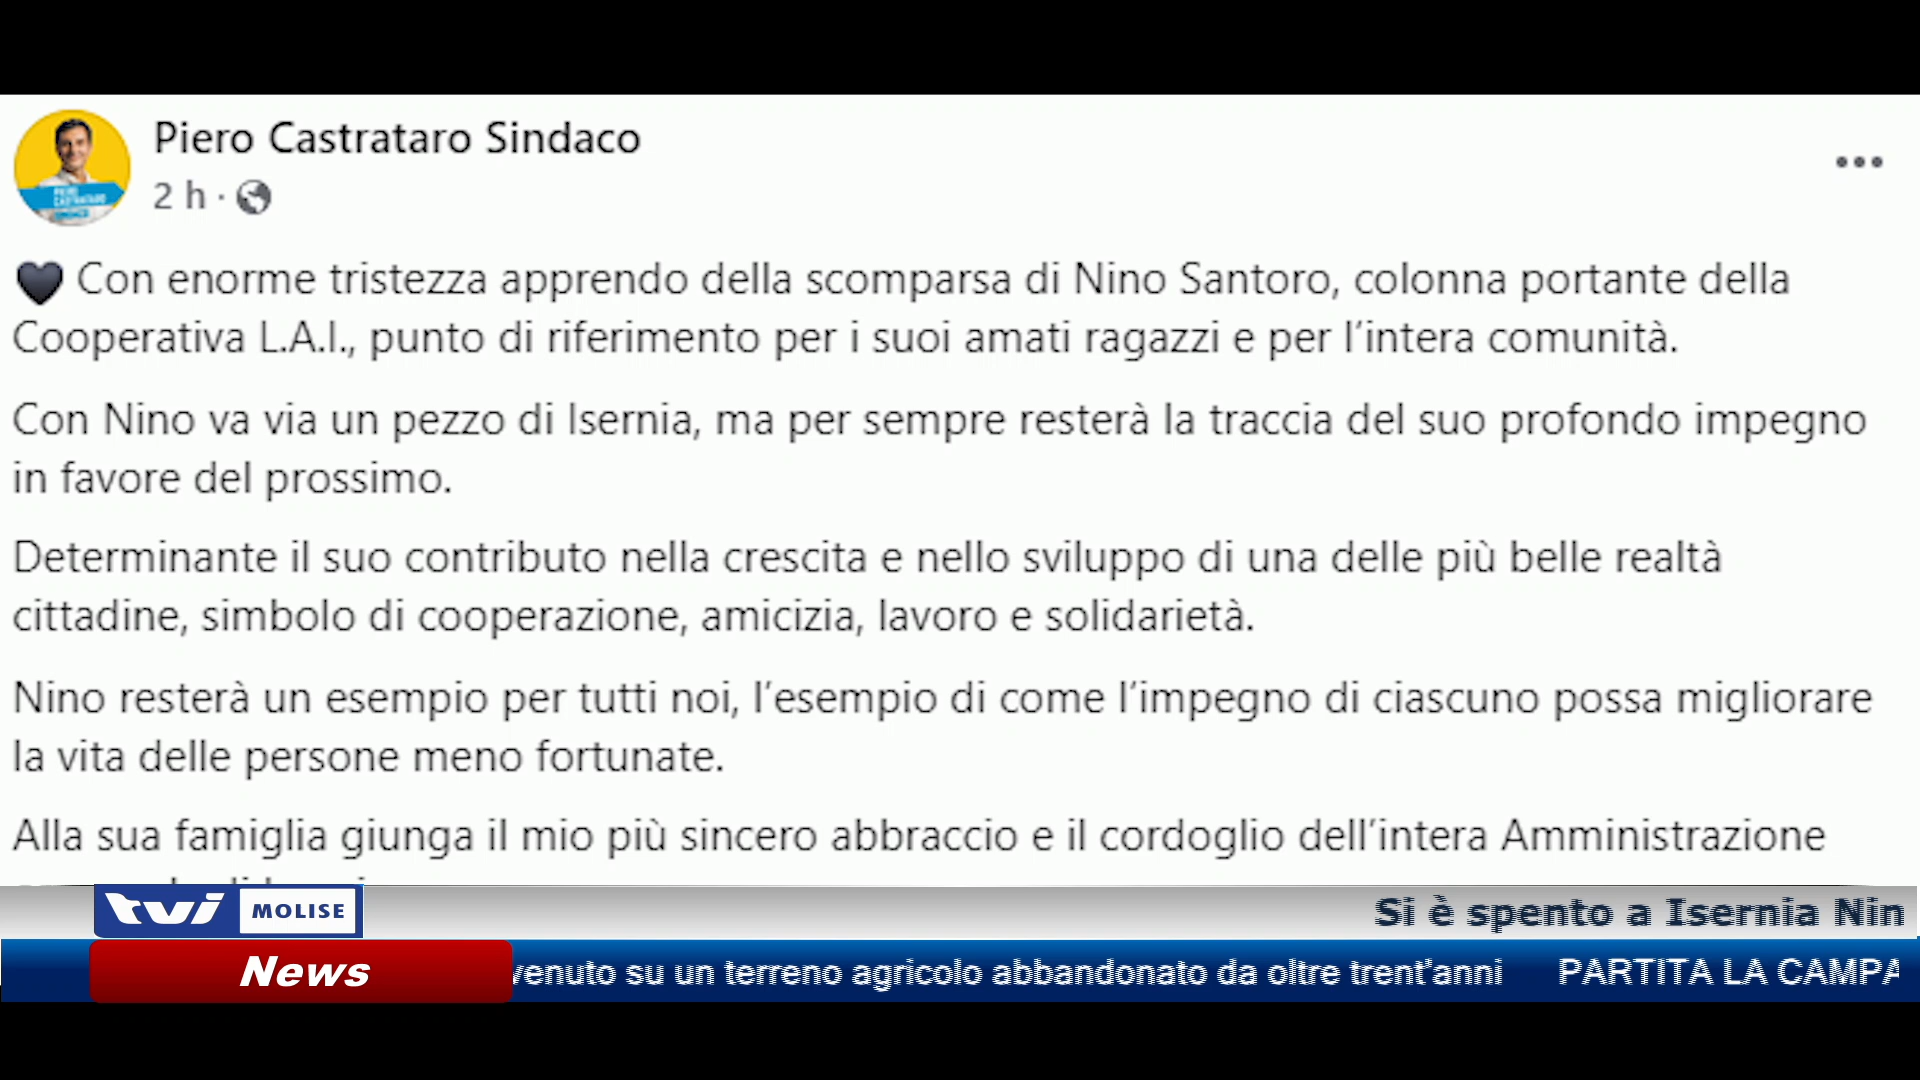 Piero Castrataro Sindaco
2 h ·
🖤 Con enorme tristezza apprendo della scomparsa di Nino Santoro, colonna portante della
Cooperativa L.A.I., punto di riferimento per i suoi amati ragazzi e per l’intera comunità.
Con Nino va via un pezzo di Isernia, ma per sempre resterà la traccia del suo profondo impegno
in favore del prossimo.
Determinante il suo contributo nella crescita e nello sviluppo di una delle più belle realtà
cittadine, simbolo di cooperazione, amicizia, lavoro e solidarietà.
Nino resterà un esempio per tutti noi, l’esempio di come l’impegno di ciascuno possa migliorare
la vita delle persone meno fortunate.
Alla sua famiglia giunga il mio più sincero abbraccio e il cordoglio dell’intera Amministrazione
tvi MOLISE
Si è spento a Isernia Nin
News
venuto su un terreno agricolo abbandonato da oltre trent'anni PARTITA LA CAMPA